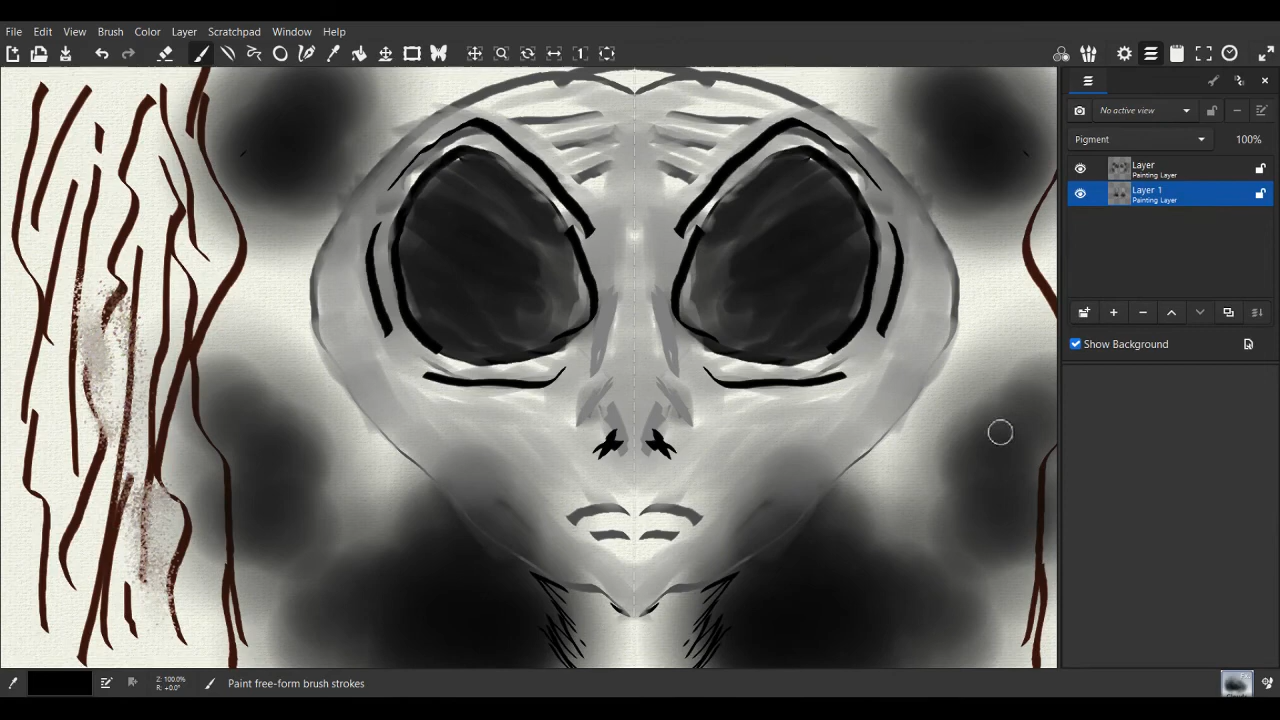 File Edit View Brush Color Layer Scratchpad Window Help
No active view
Pigment 100%
Layer
Painting Layer
Layer 1
Painting Layer
Show Background
Z: 100.0%
R: +0.0°
Paint free-form brush strokes